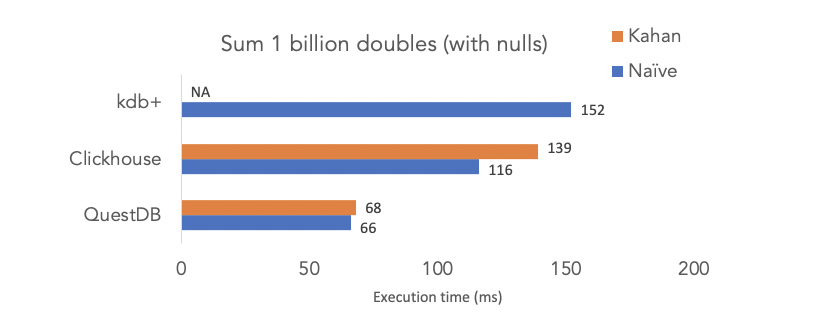 Sum 1 billion doubles (with nulls)
Kahan
Naïve
kdb+
NA
152
Clickhouse
139
116
QuestDB
68
66
0 50 100 150 200
Execution time (ms)